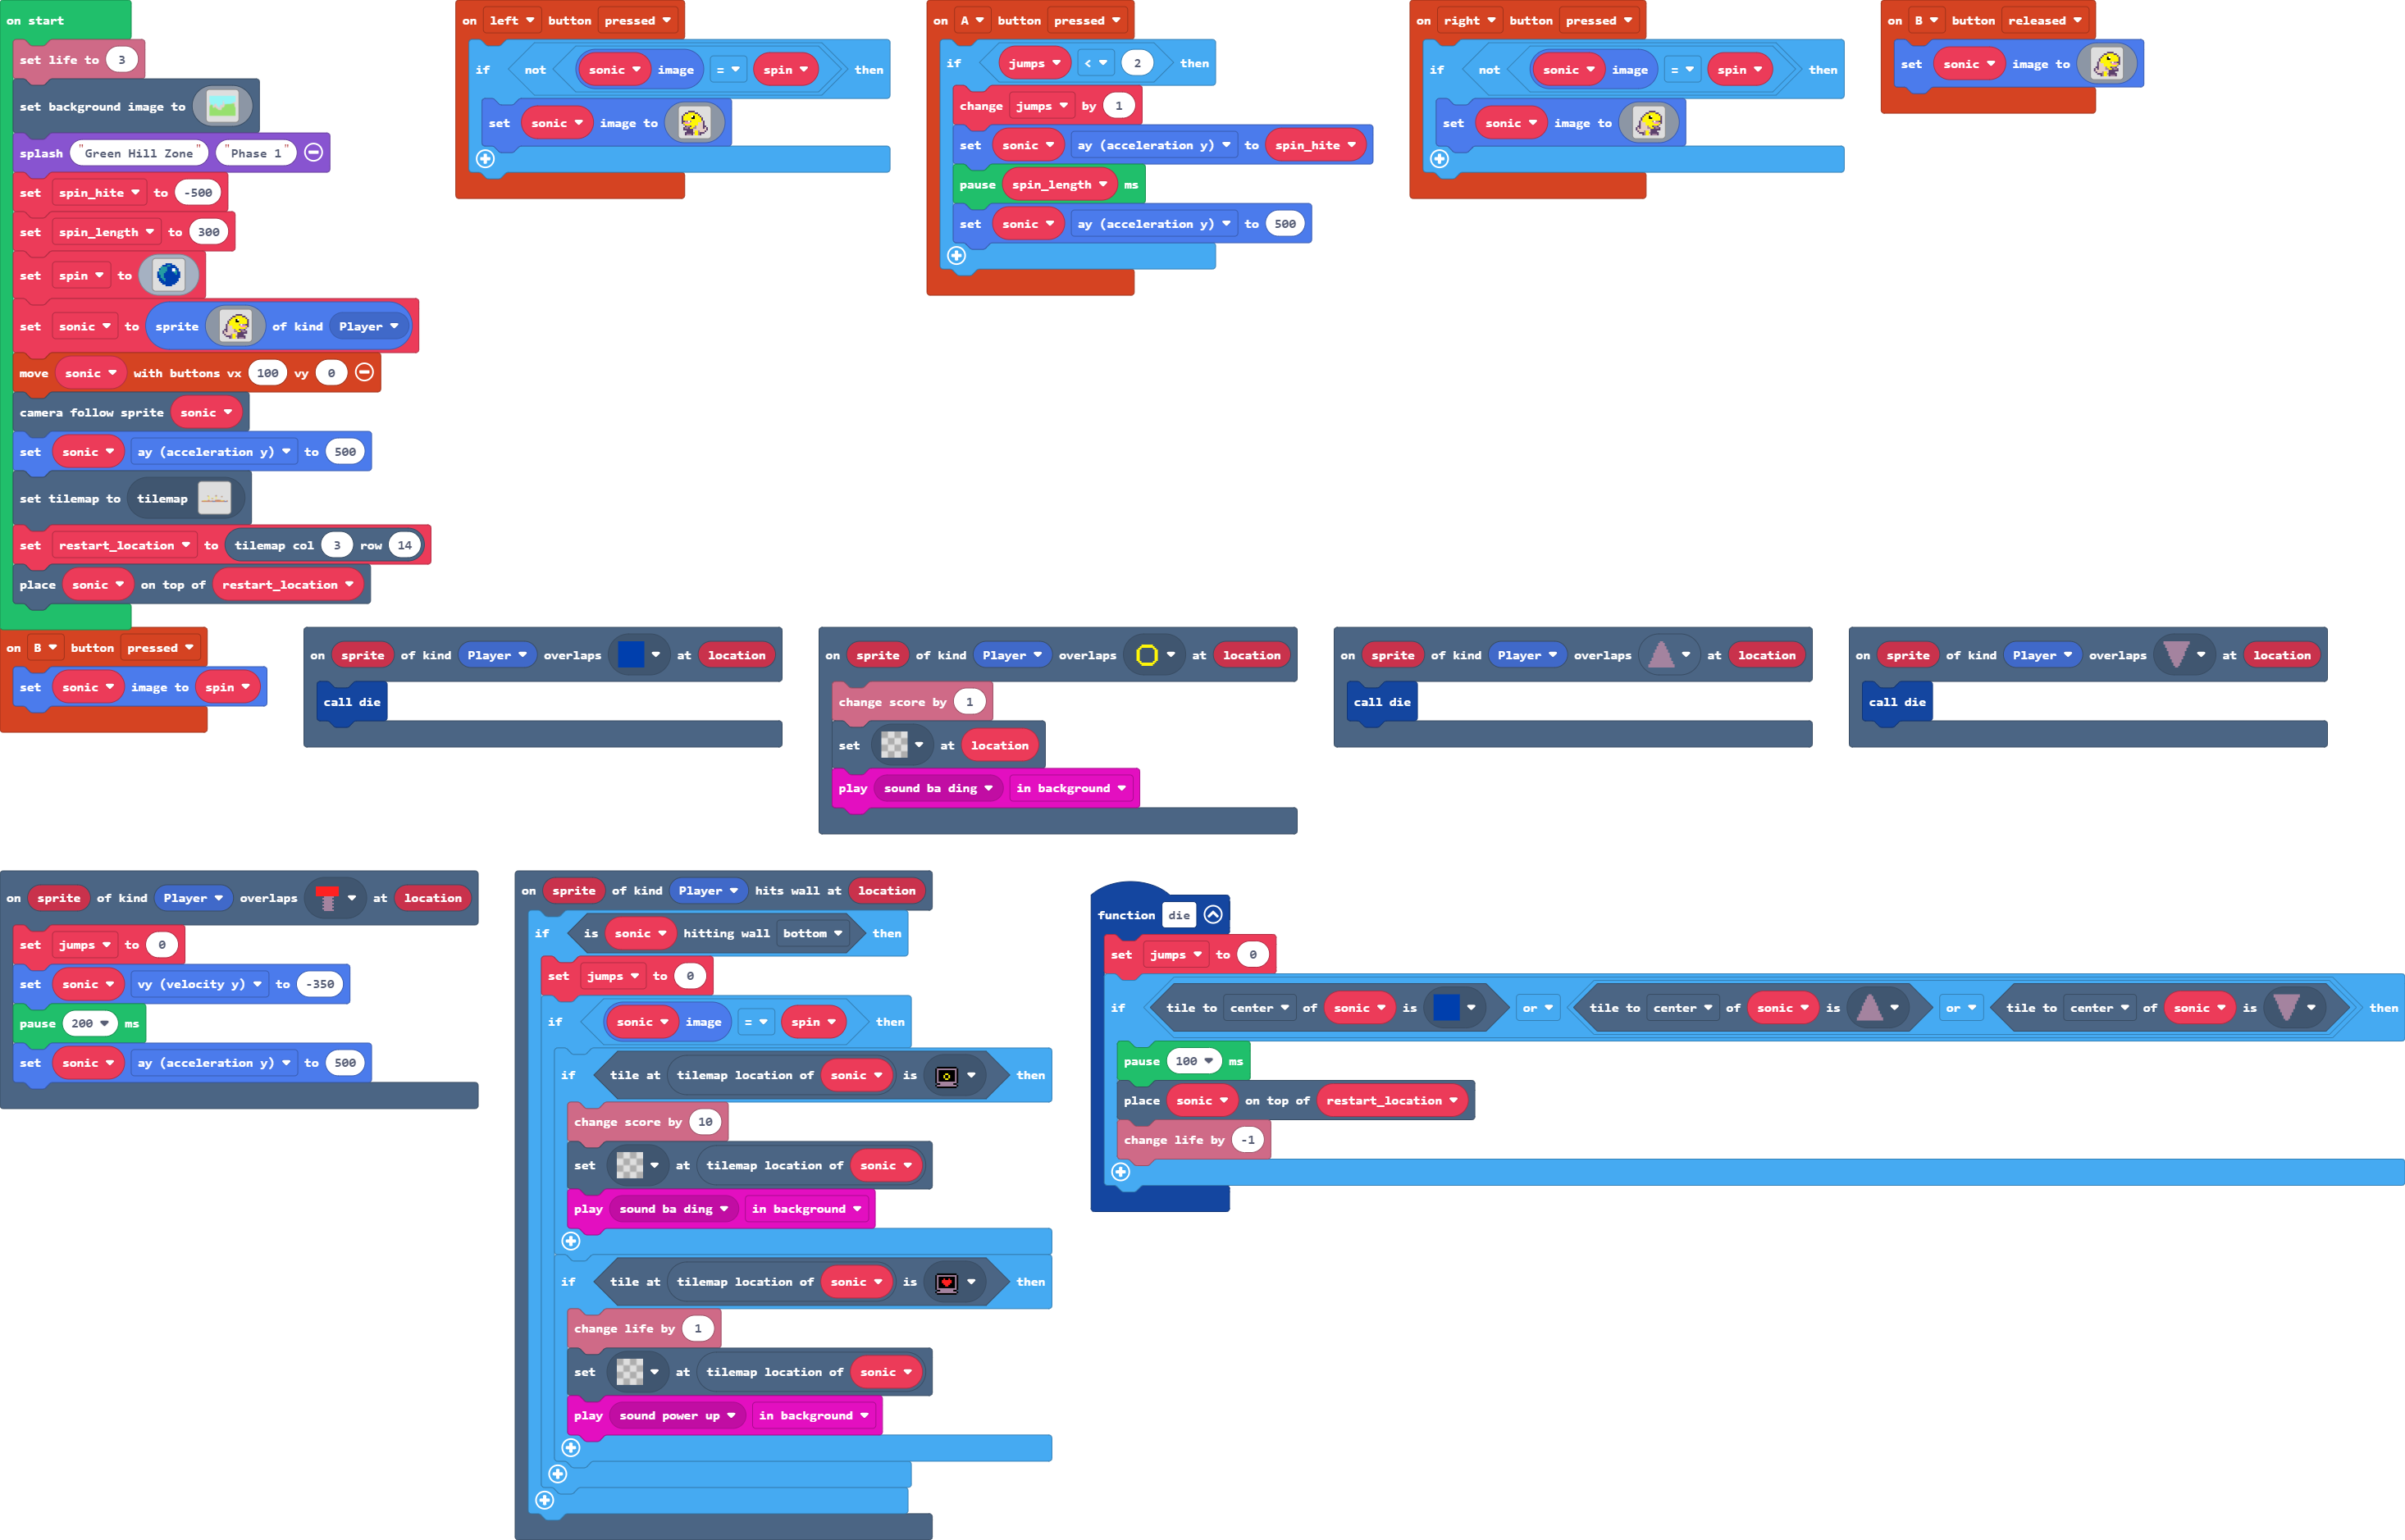 on start
set life to 3
set background image to
splash "Green Hill Zone" "Phase 1"
set spin_hite to -500
set spin_length to 300
set spin to
set sonic to sprite of kind Player
move sonic with buttons vx 100 vy 0
camera follow sprite sonic
set sonic ay (acceleration y) to 500
set tilemap to tilemap
set restart_location to tilemap col 3 row 14
place sonic on top of restart_location
on left button pressed
if not sonic image = spin then
set sonic image to
on A button pressed
if jumps < 2 then
change jumps by 1
set sonic ay (acceleration y) to spin_hite
pause spin_length ms
set sonic ay (acceleration y) to 500
on right button pressed
if not sonic image = spin then
set sonic image to
on B button released
set sonic image to
on B button pressed
set sonic image to spin
on sprite of kind Player overlaps at location
call die
on sprite of kind Player overlaps at location
change score by 1
set at location
play sound ba ding in background
on sprite of kind Player overlaps at location
call die
on sprite of kind Player overlaps at location
call die
on sprite of kind Player overlaps at location
set jumps to 0
set sonic vy (velocity y) to -350
pause 200 ms
set sonic ay (acceleration y) to 500
on sprite of kind Player hits wall at location
if is sonic hitting wall bottom then
set jumps to 0
if sonic image = spin then
if tile at tilemap location of sonic is then
change score by 10
set at tilemap location of sonic
play sound ba ding in background
if tile at tilemap location of sonic is then
change life by 1
set at tilemap location of sonic
play sound power up in background
function die
set jumps to 0
if tile to center of sonic is or tile to center of sonic is or tile to center of sonic is then
pause 100 ms
place sonic on top of restart_location
change life by -1